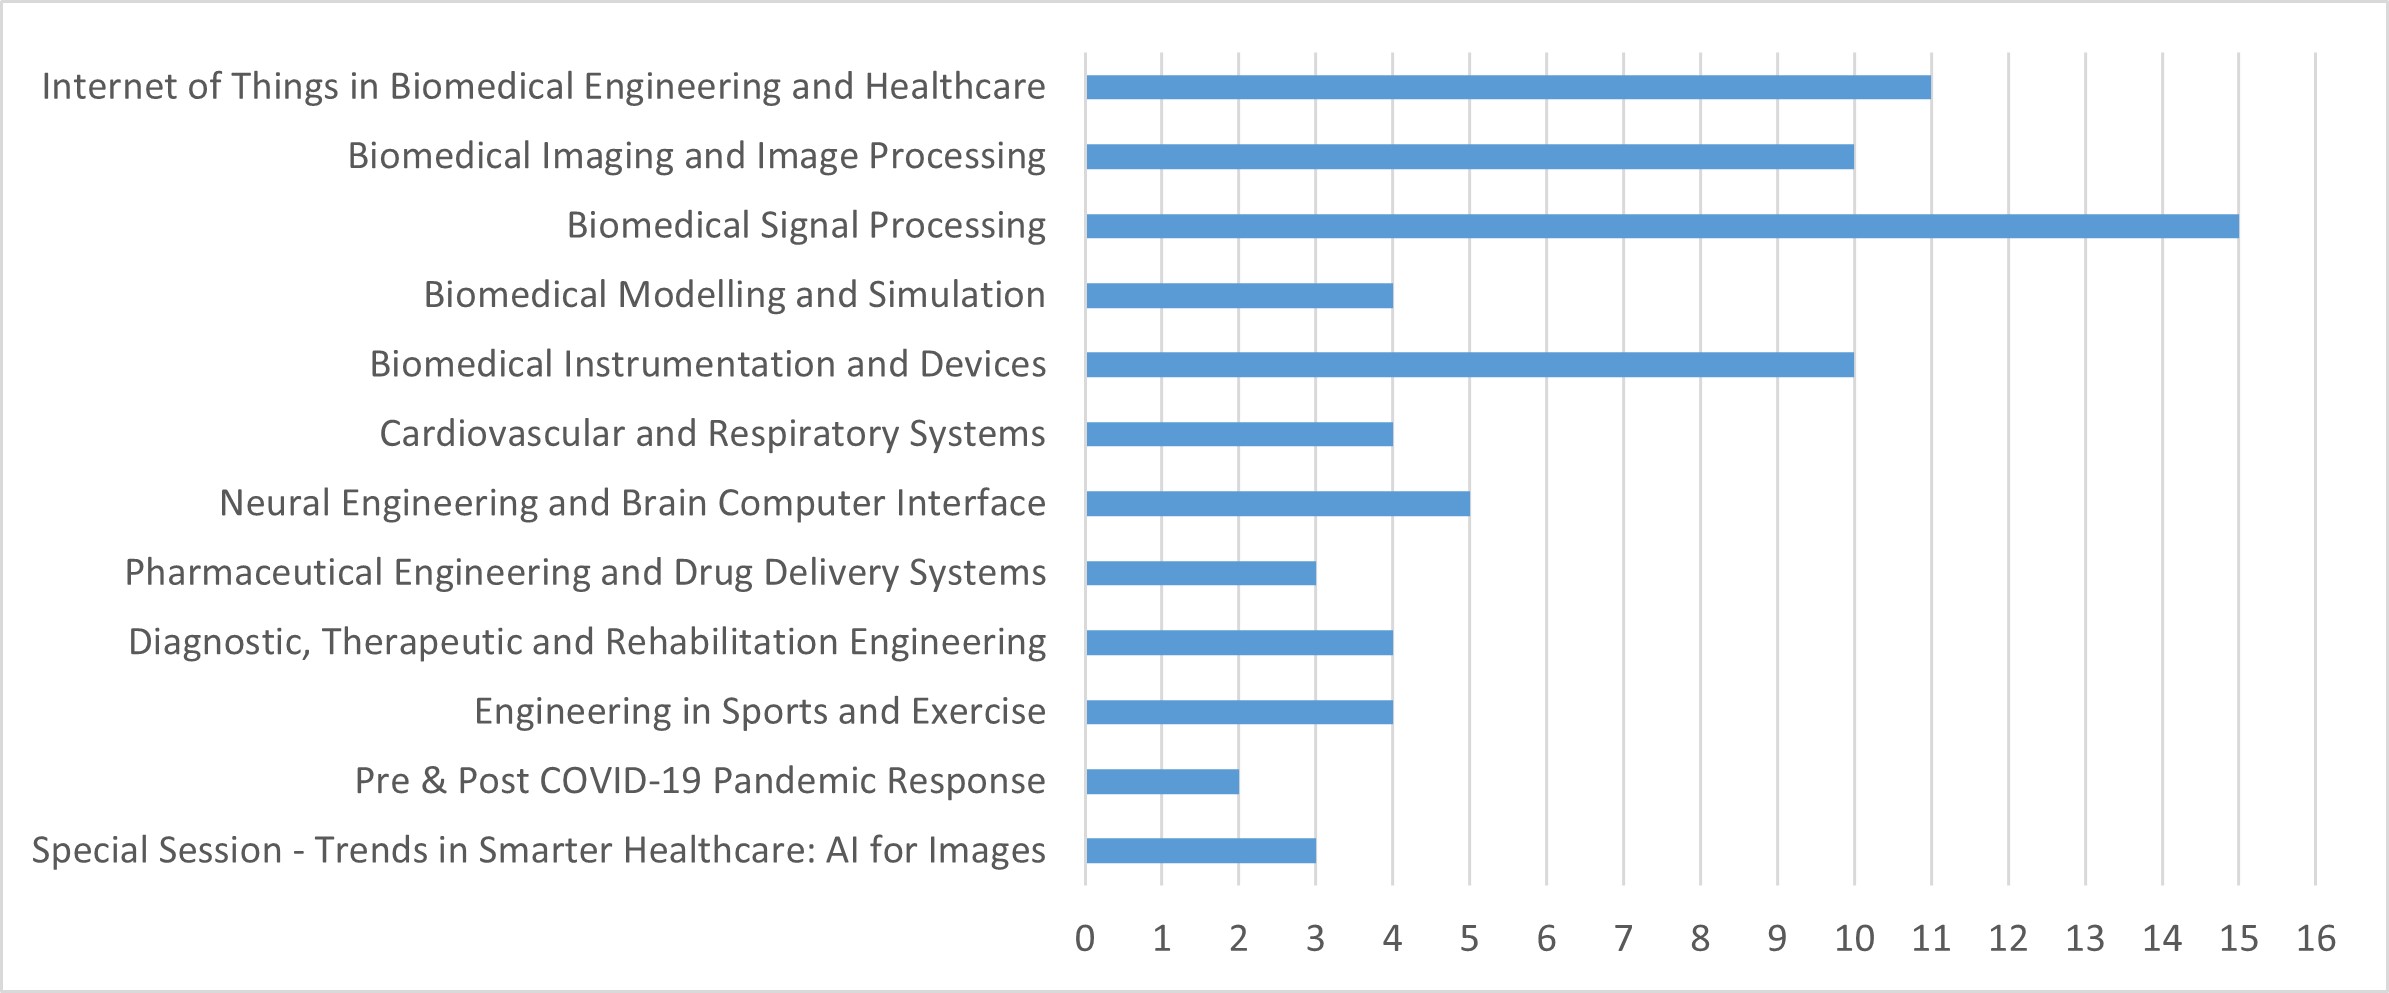 Internet of Things in Biomedical Engineering and Healthcare
Biomedical Imaging and Image Processing
Biomedical Signal Processing
Biomedical Modelling and Simulation
Biomedical Instrumentation and Devices
Cardiovascular and Respiratory Systems
Neural Engineering and Brain Computer Interface
Pharmaceutical Engineering and Drug Delivery Systems
Diagnostic, Therapeutic and Rehabilitation Engineering
Engineering in Sports and Exercise
Pre & Post COVID-19 Pandemic Response
Special Session - Trends in Smarter Healthcare: AI for Images
0 1 2 3 4 5 6 7 8 9 10 11 12 13 14 15 16